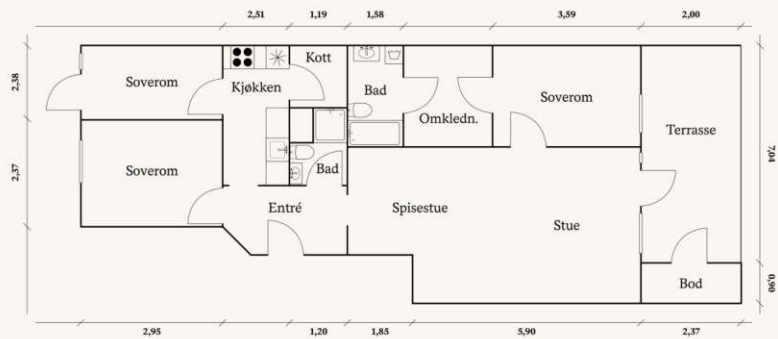 2,51 1,19 1,58 3,59 2,00
Kott
2,38
Soverom
Kjøkken
Bad
Soverom
Omkledn.
Terrasse
7,04
2,37
Soverom
Bad
Entré
Spisestue
Stue
Bod
0,90
2,95 1,20 1,85 5,90 2,37